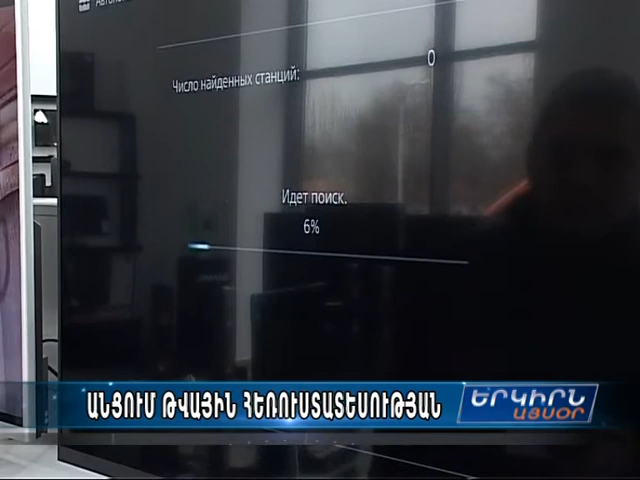 Число найденных станций:
0
Идет поиск.
6%
ԱՆՑՈՒՄ ԹՎԱՅԻՆ ՀԵՌՈՒՍՏԱՏԵՍՈՒԹՅԱՆ
ԵՐԿԻՐՆ
ԱՅՍՕՐ